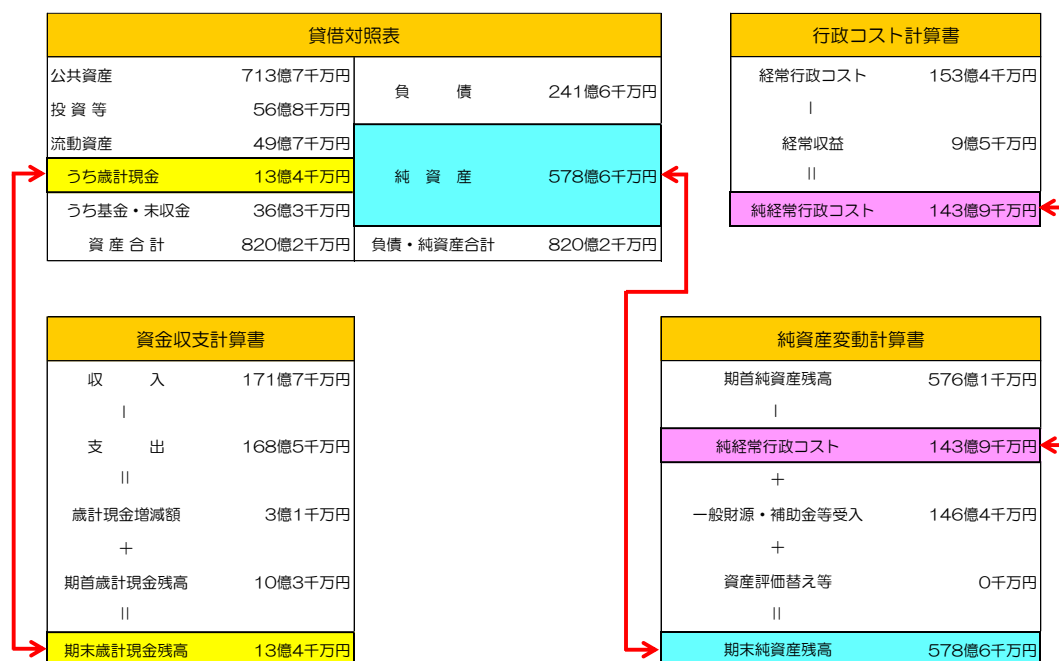 貸借対照表
公共資産 713億7千万円
投資等 56億8千万円
流動資産 49億7千万円
うち歳計現金 13億4千万円
うち基金・未収金 36億3千万円
資産合計 820億2千万円
負債 241億6千万円
純資産 578億6千万円
負債・純資産合計 820億2千万円
行政コスト計算書
経常行政コスト 153億4千万円
－
経常収益 9億5千万円
＝
純経常行政コスト 143億9千万円
資金収支計算書
収入 171億7千万円
－
支出 168億5千万円
＝
歳計現金増減額 3億1千万円
＋
期首歳計現金残高 10億3千万円
＝
期末歳計現金残高 13億4千万円
純資産変動計算書
期首純資産残高 576億1千万円
－
純経常行政コスト 143億9千万円
＋
一般財源・補助金等受入 146億4千万円
＋
資産評価替え等 0千万円
＝
期末純資産残高 578億6千万円